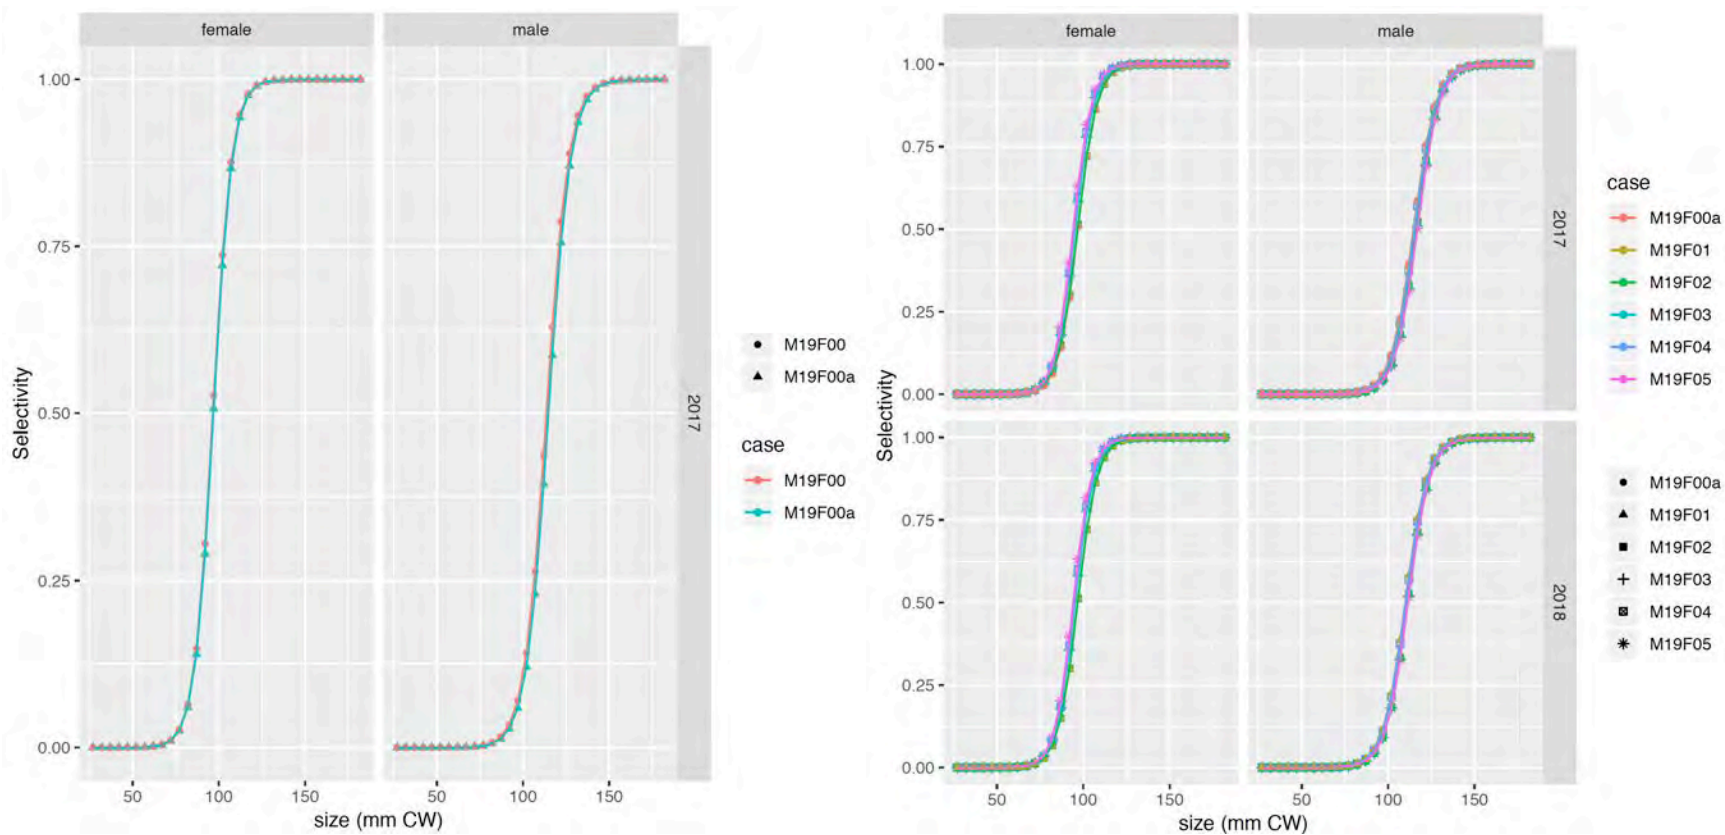 female
male
1.00
0.75
0.50
0.25
0.00
Selectivity
2017
50
100
150
50
100
150
size (mm CW)
M19F00
M19F00a
case
M19F00
M19F00a
female
male
1.00
0.75
0.50
0.25
0.00
2017
Selectivity
1.00
0.75
0.50
0.25
0.00
2018
50
100
150
50
100
150
size (mm CW)
case
M19F00a
M19F01
M19F02
M19F03
M19F04
M19F05
M19F00a
M19F01
M19F02
M19F03
M19F04
M19F05